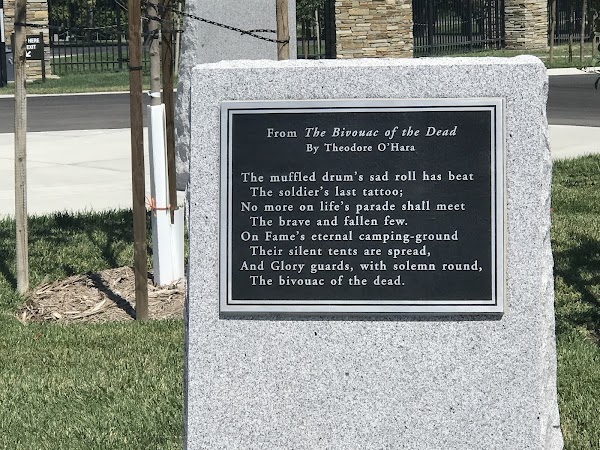 HERE
EXIT
From The Bivouac of the Dead
By Theodore O'Hara
The muffled drum's sad roll has beat
The soldier's last tattoo;
No more on life's parade shall meet
The brave and fallen few.
On Fame's eternal camping-ground
Their silent tents are spread,
And Glory guards, with solemn round,
The bivouac of the dead.